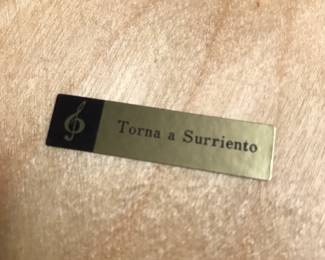 Torna a Surriento